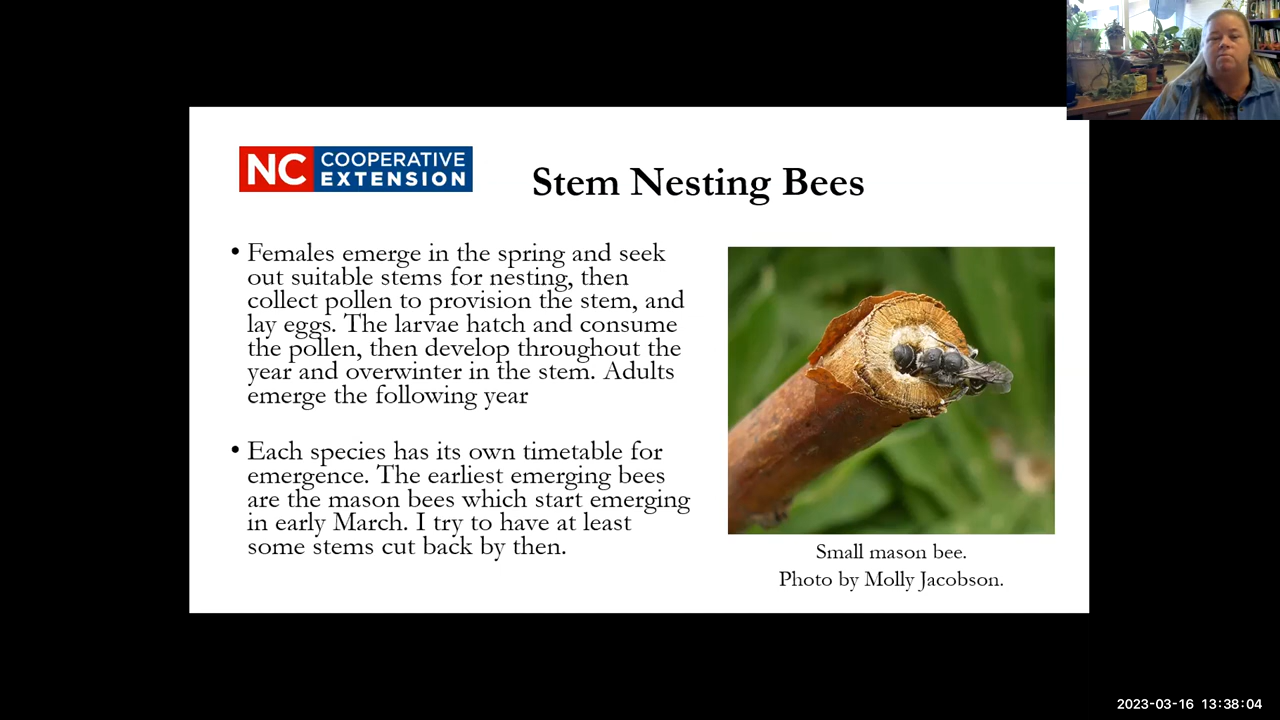 NC COOPERATIVE
EXTENSION
Stem Nesting Bees
• Females emerge in the spring and seek
out suitable stems for nesting, then
collect pollen to provision the stem, and
lay eggs. The larvae hatch and consume
the pollen, then develop throughout the
year and overwinter in the stem. Adults
emerge the following year
• Each species has its own timetable for
emergence. The earliest emerging bees
are the mason bees which start emerging
in early March. I try to have at least
some stems cut back by then.
Small mason bee.
Photo by Molly Jacobson.
2023-03-16 13:38:04